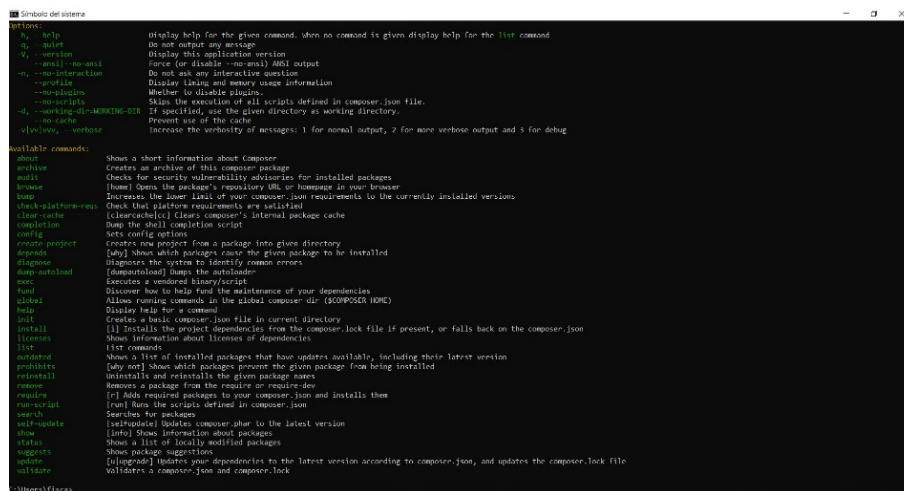 Símbolo del sistema
Options:
-h, --help Display help for the given command. When no command is given display help for the list command
-q, --quiet Do not output any message
-V, --version Display this application version
--ansi|--no-ansi Force (or disable --no-ansi) ANSI output
-n, --no-interaction Do not ask any interactive question
--profile Display timing and memory usage information
--no-plugins Whether to disable plugins.
--no-scripts Skips the execution of all scripts defined in composer.json file.
-d, --working-dir=WORKING-DIR If specified, use the given directory as working directory.
--no-cache Prevent use of the cache
-v|vv|vvv, --verbose Increase the verbosity of messages: 1 for normal output, 2 for more verbose output and 3 for debug
Available commands:
about Shows a short information about Composer
archive Creates an archive of this composer package
audit Checks for security vulnerability advisories for installed packages
browse [home] Opens the package's repository URL or homepage in your browser
bump Increases the lower limit of your composer.json requirements to the currently installed versions
check-platform-reqs Check that platform requirements are satisfied
clear-cache [clearcache|cc] Clears composer's internal package cache
completion Dump the shell completion script
config Sets config options
create-project Creates new project from a package into given directory
depends [why] Shows which packages cause the given package to be installed
diagnose Diagnoses the system to identify common errors
dump-autoload [dumpautoload] Dumps the autoloader
exec Executes a vendored binary/script
fund Discover how to help fund the maintenance of your dependencies
global Allows running commands in the global composer dir ($COMPOSER_HOME)
help Display help for a command
init Creates a basic composer.json file in current directory
install [i] Installs the project dependencies from the composer.lock file if present, or falls back on the composer.json
licenses Shows information about licenses of dependencies
list List commands
outdated Shows a list of installed packages that have updates available, including their latest version
prohibits [why-not] Shows which packages prevent the given package from being installed
reinstall Uninstalls and reinstalls the given package names
remove Removes a package from the require or require-dev
require [r] Adds required packages to your composer.json and installs them
run-script [run] Runs the scripts defined in composer.json
search Searches for packages
self-update [selfupdate] Updates composer.phar to the latest version
show [info] Shows information about packages
status Shows a list of locally modified packages
suggests Shows package suggestions
update [u|upgrade] Updates your dependencies to the latest version according to composer.json, and updates the composer.lock file
validate Validates a composer.json and composer.lock